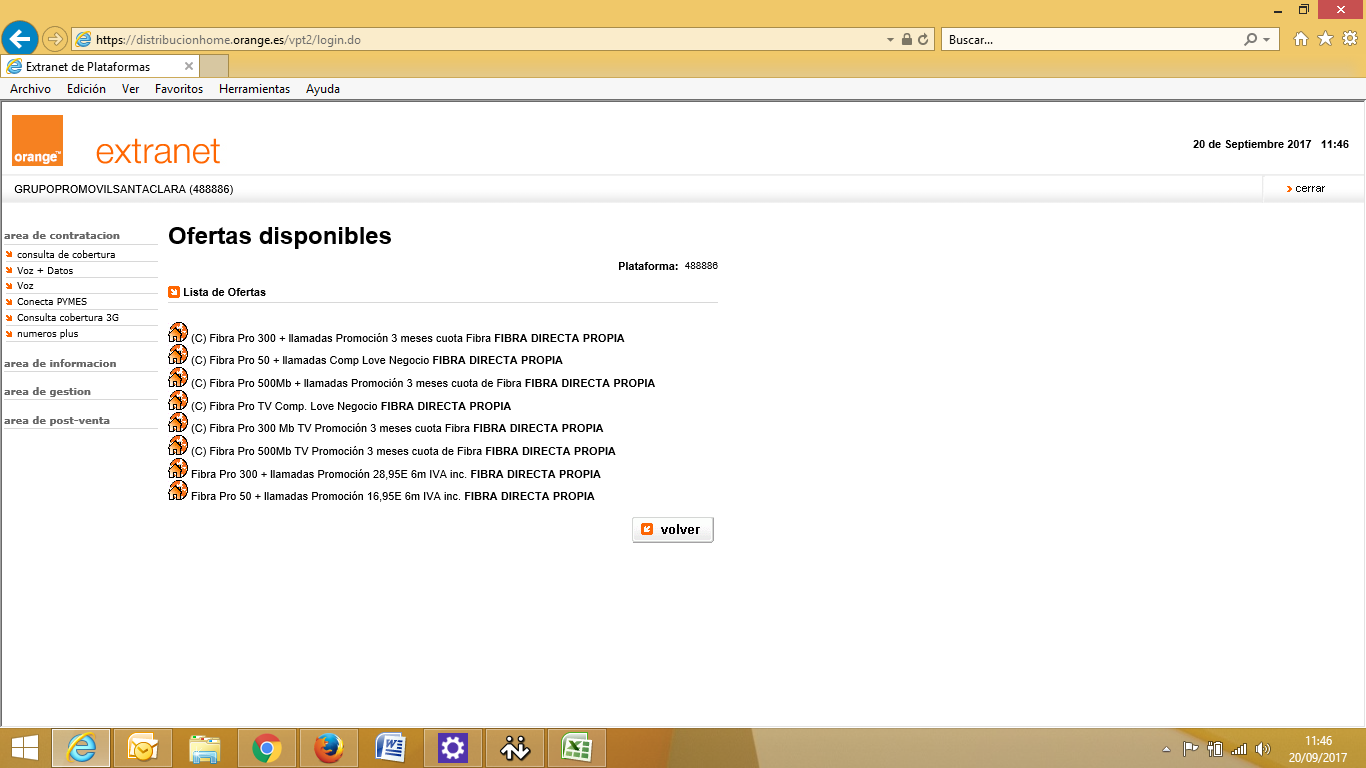 https://distribucionhome.orange.es/vpt2/login.do
Buscar...
Extranet de Plataformas
Archivo Edición Ver Favoritos Herramientas Ayuda
orange™
extranet
20 de Septiembre 2017 11:46
GRUPOPROMOVILSANTACLARA (488886)
cerrar
area de contratacion
consulta de cobertura
Voz + Datos
Voz
Conecta PYMES
Consulta cobertura 3G
numeros plus
area de informacion
area de gestion
area de post-venta
Ofertas disponibles
Plataforma: 488886
Lista de Ofertas
(C) Fibra Pro 300 + llamadas Promoción 3 meses cuota Fibra FIBRA DIRECTA PROPIA
(C) Fibra Pro 50 + llamadas Comp Love Negocio FIBRA DIRECTA PROPIA
(C) Fibra Pro 500Mb + llamadas Promoción 3 meses cuota de Fibra FIBRA DIRECTA PROPIA
(C) Fibra Pro TV Comp. Love Negocio FIBRA DIRECTA PROPIA
(C) Fibra Pro 300 Mb TV Promoción 3 meses cuota Fibra FIBRA DIRECTA PROPIA
(C) Fibra Pro 500Mb TV Promoción 3 meses cuota de Fibra FIBRA DIRECTA PROPIA
Fibra Pro 300 + llamadas Promoción 28,95E 6m IVA inc. FIBRA DIRECTA PROPIA
Fibra Pro 50 + llamadas Promoción 16,95E 6m IVA inc. FIBRA DIRECTA PROPIA
volver
11:46
20/09/2017